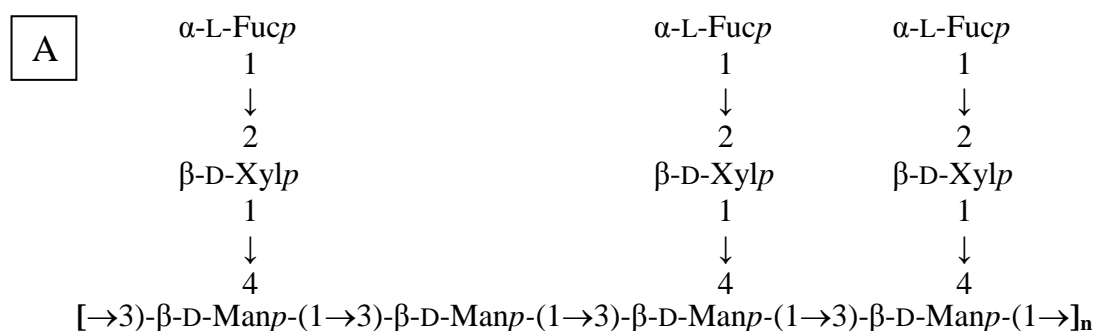 A
α-L-Fucp α-L-Fucp α-L-Fucp
1 1 1
↓ ↓ ↓
2 2 2
β-D-Xylp β-D-Xylp β-D-Xylp
1 1 1
↓ ↓ ↓
4 4 4
[→3)-β-D-Manp-(1→3)-β-D-Manp-(1→3)-β-D-Manp-(1→3)-β-D-Manp-(1→]n